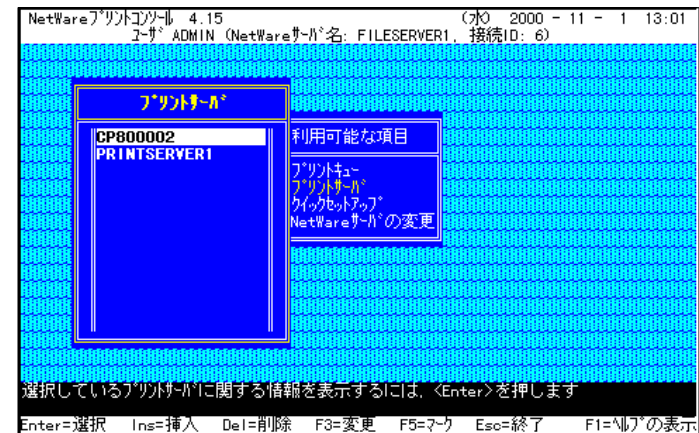 NetWareﾌﾟﾘﾝﾄｺﾝｿｰﾙ 4.15 (水) 2000 - 11 - 1 13:01
ﾕｰｻﾞ ADMIN (NetWareｻｰﾊﾞ名: FILESERVER1, 接続ID: 6)
ﾌﾟﾘﾝﾄｻｰﾊﾞ
CP800002
PRINTSERVER1
利用可能な項目
ﾌﾟﾘﾝﾄｷｭｰ
ﾌﾟﾘﾝﾄｻｰﾊﾞ
ｸｲｯｸｾｯﾄｱｯﾌﾟ
NetWareｻｰﾊﾞの変更
選択しているﾌﾟﾘﾝﾄｻｰﾊﾞに関する情報を表示するには, <Enter>を押します
Enter=選択 Ins=挿入 Del=削除 F3=変更 F5=ﾏｰｸ Esc=終了 F1=ﾍﾙﾌﾟの表示